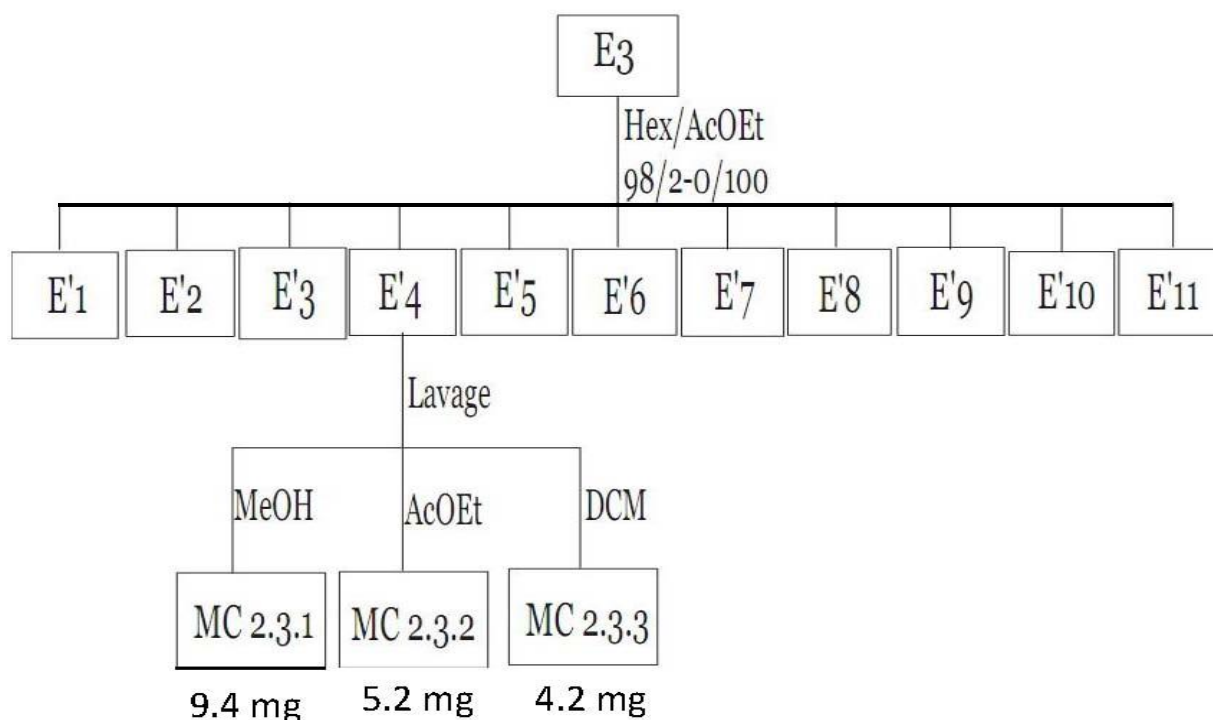 E3
Hex/AcOEt
98/2-0/100
E'1 E'2 E'3 E'4 E'5 E'6 E'7 E'8 E'9 E'10 E'11
Lavage
MeOH AcOEt DCM
MC 2.3.1 MC 2.3.2 MC 2.3.3
9.4 mg 5.2 mg 4.2 mg